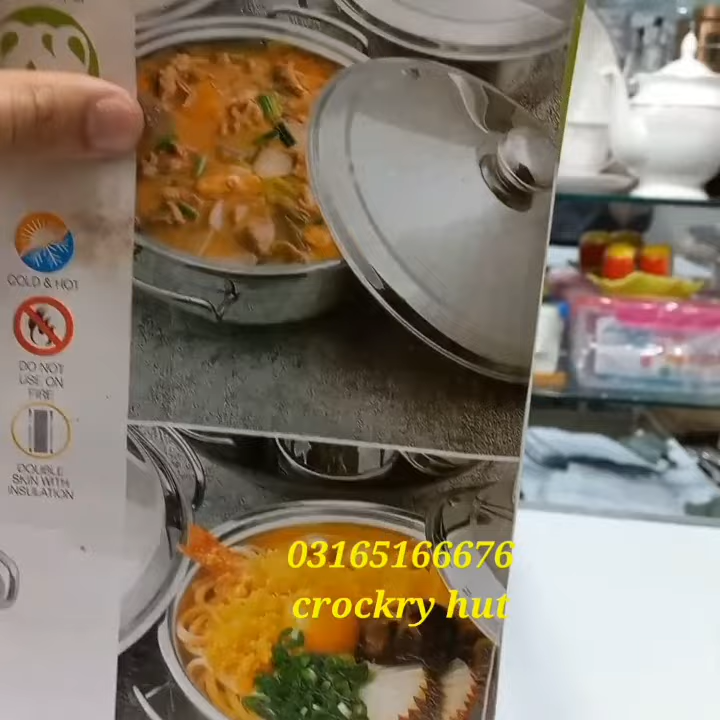 COLD & HOT
DO NOT
USE ON
FIRE
DOUBLE
SKIN WITH
INSULATION
03165166676
crockry hut